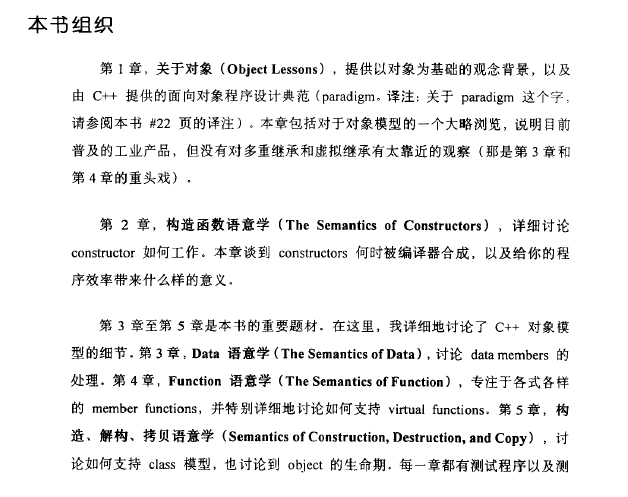 本书组织
第 1 章，关于对象（Object Lessons），提供以对象为基础的观念背景，以及
由 C++ 提供的面向对象程序设计典范（paradigm。译注：关于 paradigm 这个字，
请参阅本书 #22 页的译注）。本章包括对于对象模型的一个大略浏览，说明目前
普及的工业产品，但没有对多重继承和虚拟继承有太靠近的观察（那是第 3 章和
第 4 章的重头戏）。
第 2 章，构造函数语意学（The Semantics of Constructors），详细讨论
constructor 如何工作。本章谈到 constructors 何时被编译器合成，以及给你的程
序效率带来什么样的意义。
第 3 章至第 5 章是本书的重要题材。在这里，我详细地讨论了 C++ 对象模
型的细节。第 3 章，Data 语意学（The Semantics of Data），讨论 data members 的
处理。第 4 章，Function 语意学（The Semantics of Function），专注于各式各样
的 member functions，并特别详细地讨论如何支持 virtual functions。第 5 章，构
造、解构、拷贝语意学（Semantics of Construction, Destruction, and Copy），讨
论如何支持 class 模型，也讨论到 object 的生命期。每一章都有测试程序以及测